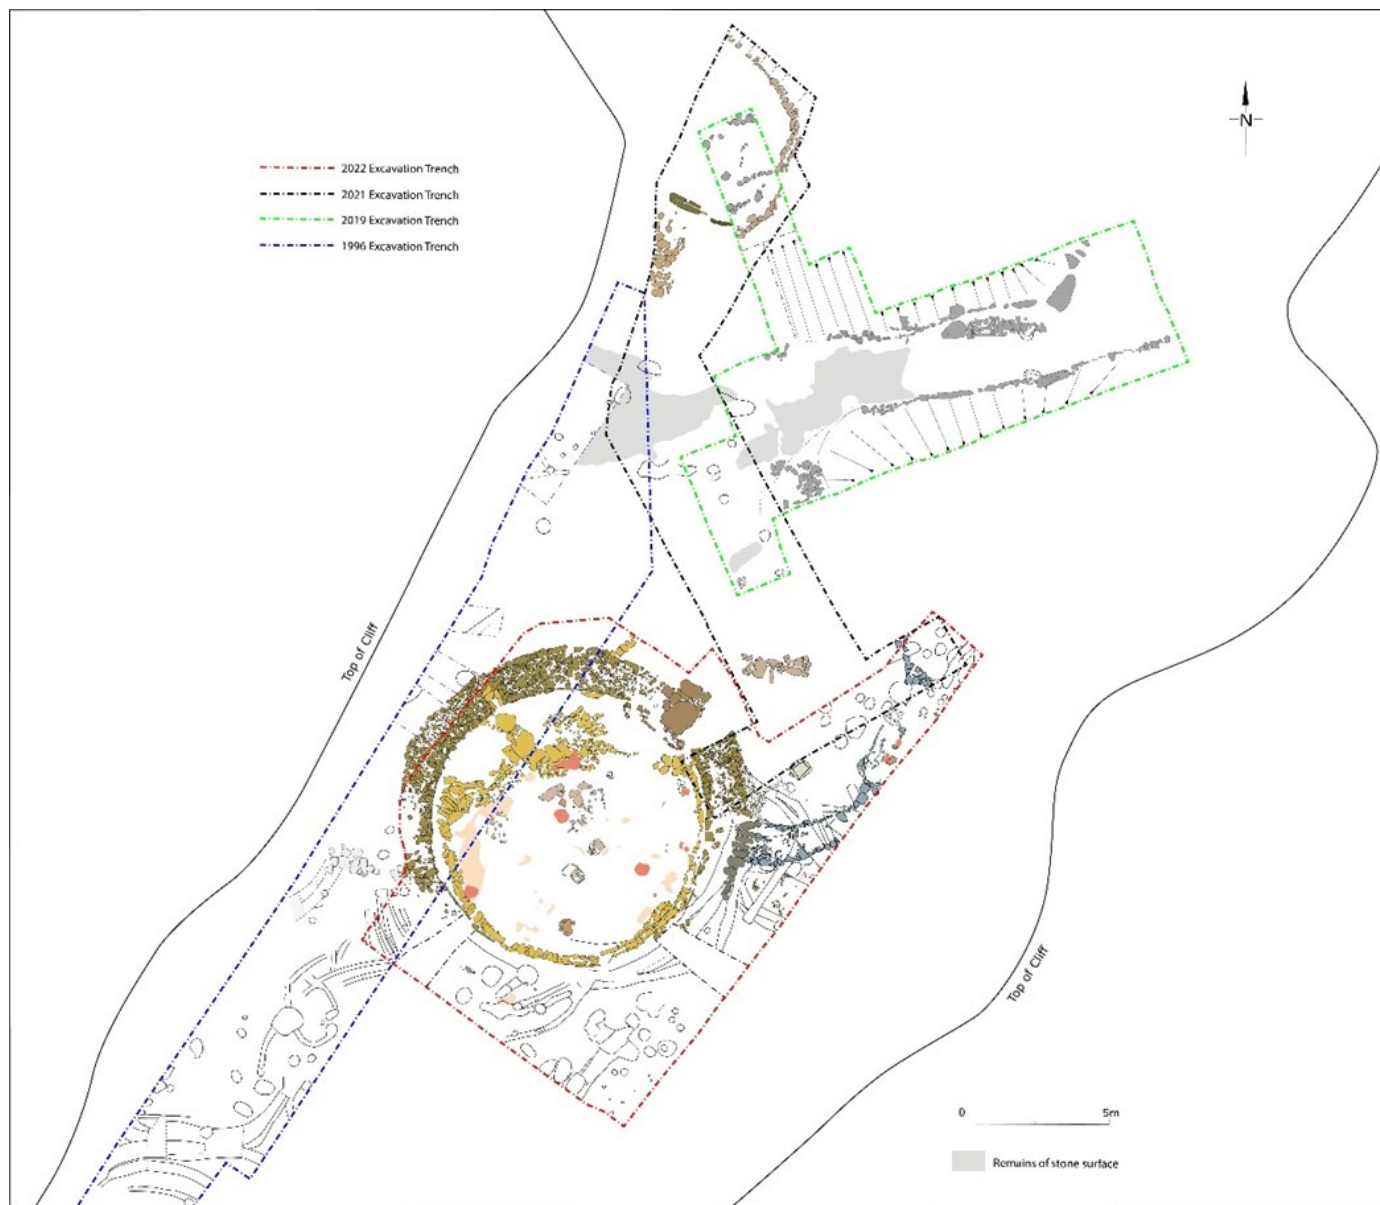 N
2022 Excavation Trench
2021 Excavation Trench
2019 Excavation Trench
1996 Excavation Trench
Top of Cliff
Top of Cliff
0 5m
Remains of stone surface